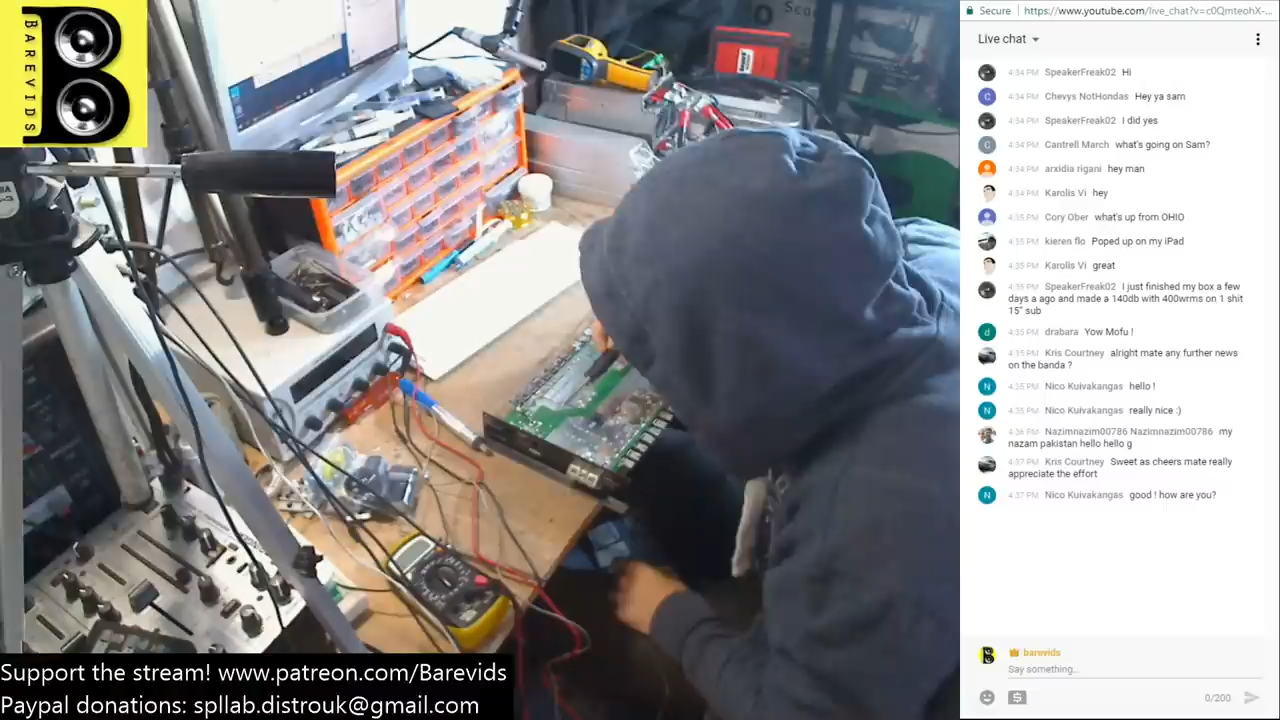 BAREVIDS
Secure https://www.youtube.com/live_chat?v=c0QmteohX-...
Live chat
4:34 PM SpeakerFreak02 Hi
4:34 PM Chevys NotHondas Hey ya sam
4:34 PM SpeakerFreak02 I did yes
4:34 PM Cantrell March what's going on Sam?
4:34 PM arxidia rigani hey man
4:34 PM Karolis Vi hey
4:35 PM Cory Ober what's up from OHIO
4:35 PM kieren flo Poped up on my iPad
4:35 PM Karolis Vi great
4:35 PM SpeakerFreak02 I just finished my box a few
days a ago and made a 140db with 400wrms on 1 shit
15" sub
4:35 PM drabara Yow Mofu !
4:35 PM Kris Courtney alright mate any further news
on the banda ?
4:35 PM Nico Kuivakangas hello !
4:35 PM Nico Kuivakangas really nice :)
4:36 PM Nazimnazim00786 Nazimnazim00786 my
nazam pakistan hello hello g
4:37 PM Kris Courtney Sweet as cheers mate really
appreciate the effort
4:37 PM Nico Kuivakangas good ! how are you?
barevids
Say something...
0/200
Support the stream! www.patreon.com/Barevids
Paypal donations: spllab.distrouk@gmail.com